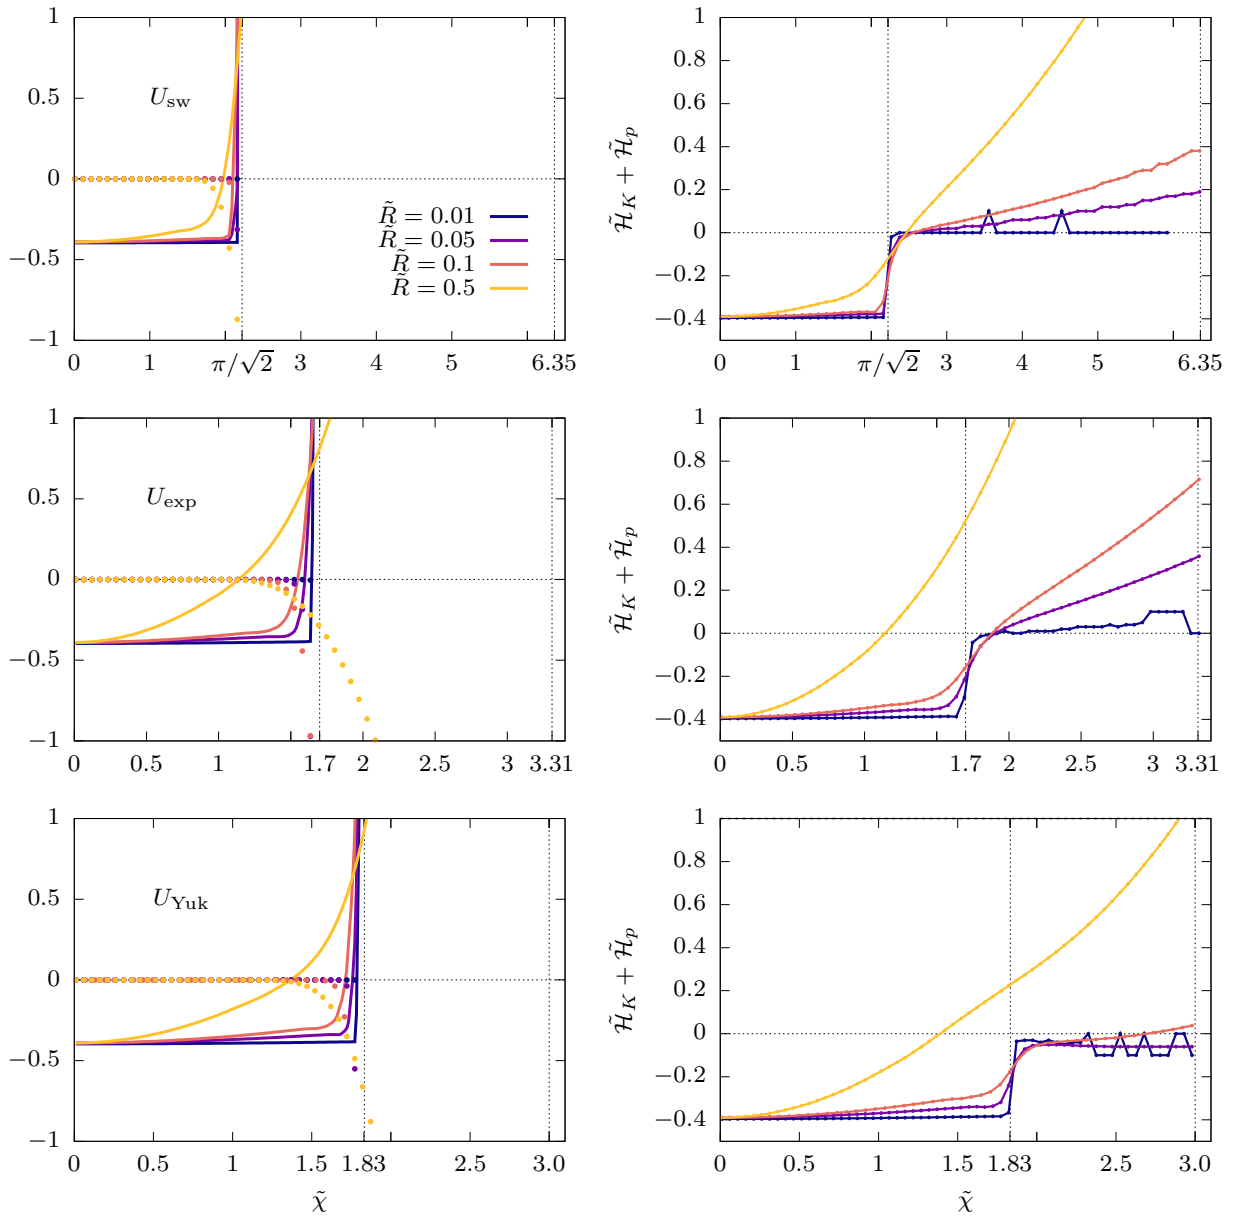 1
0.5
0
−0.5
−1
U_sw
R̃ = 0.01
R̃ = 0.05
R̃ = 0.1
R̃ = 0.5
0 1 π/√2 3 4 5 6.35
H̃_K + H̃_p
1
0.8
0.6
0.4
0.2
0
−0.2
−0.4
0 1 π/√2 3 4 5 6.35
1
0.5
0
−0.5
−1
U_exp
0 0.5 1 1.7 2 2.5 3 3.31
H̃_K + H̃_p
1
0.8
0.6
0.4
0.2
0
−0.2
−0.4
0 0.5 1 1.7 2 2.5 3 3.31
1
0.5
0
−0.5
−1
U_Yuk
0 0.5 1 1.5 1.83 2.5 3.0
χ̃
H̃_K + H̃_p
1
0.8
0.6
0.4
0.2
0
−0.2
−0.4
0 0.5 1 1.5 1.83 2.5 3.0
χ̃